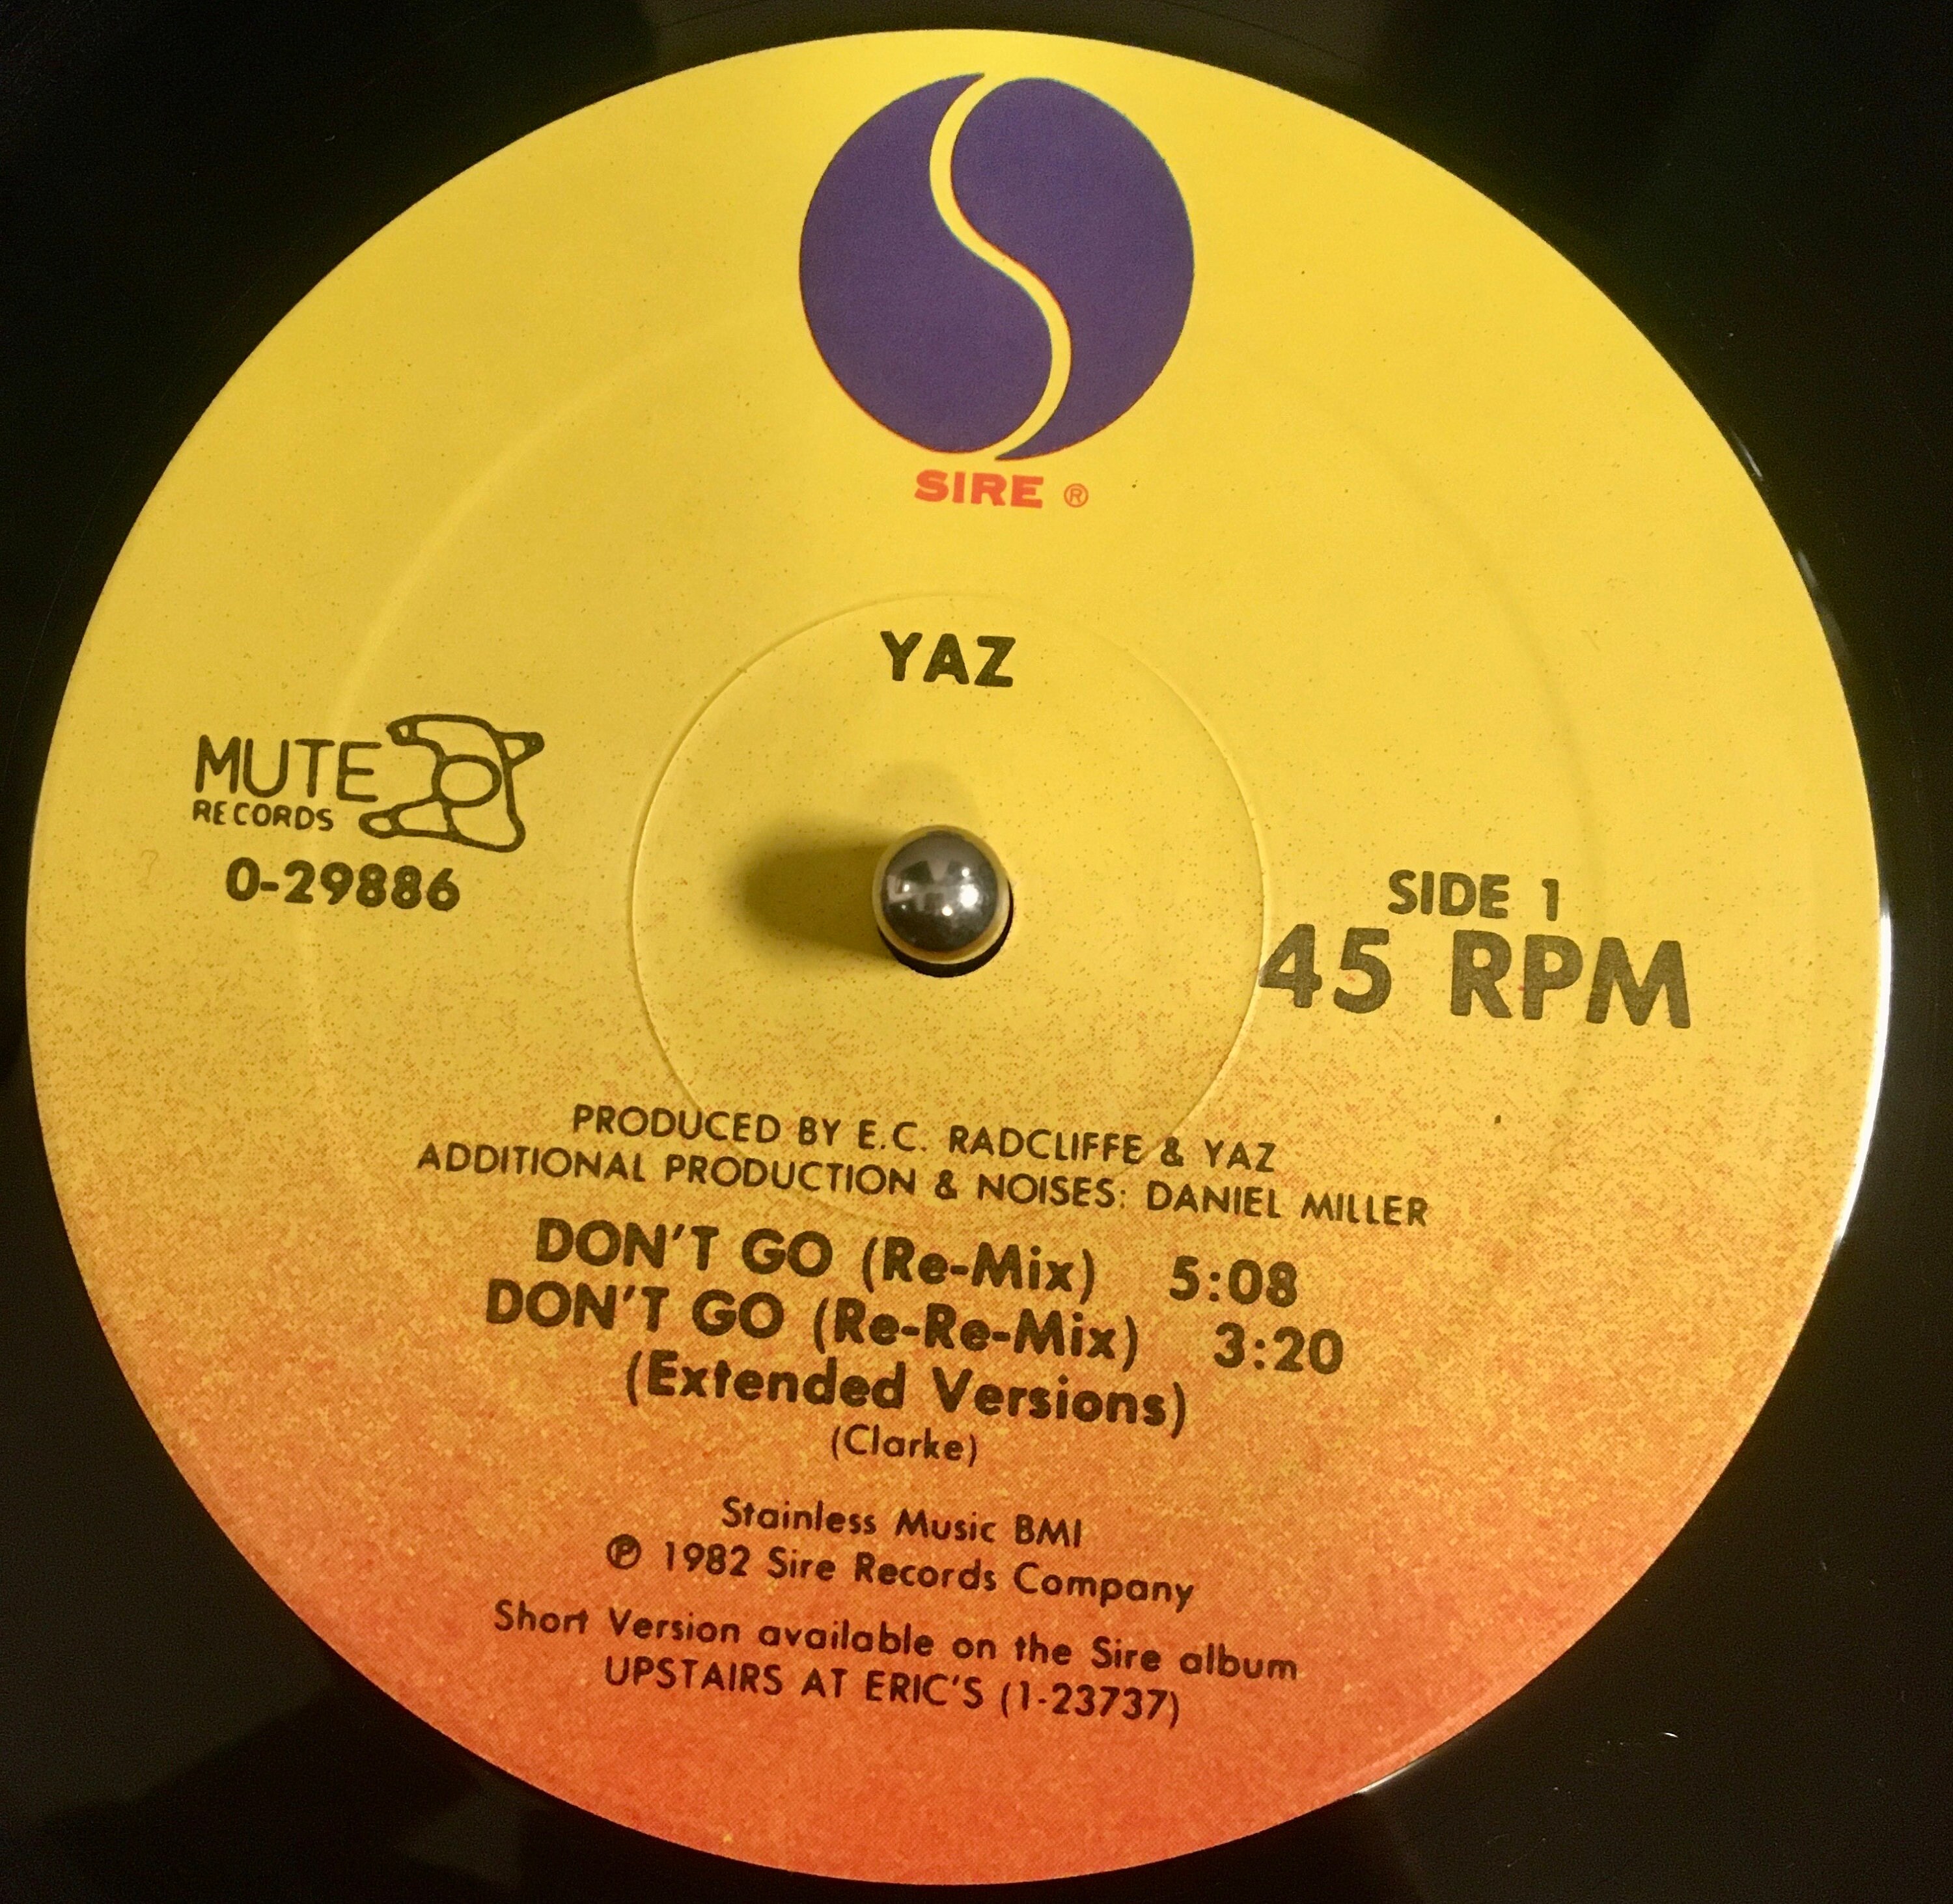 SIRE ®
YAZ
MUTE
RECORDS
0-29886
SIDE 1
45 RPM
PRODUCED BY E.C. RADCLIFFE & YAZ
ADDITIONAL PRODUCTION & NOISES: DANIEL MILLER
DON'T GO (Re-Mix) 5:08
DON'T GO (Re-Re-Mix) 3:20
(Extended Versions)
(Clarke)
Stainless Music BMI
℗ 1982 Sire Records Company
Short Version available on the Sire album
UPSTAIRS AT ERIC'S (1-23737)